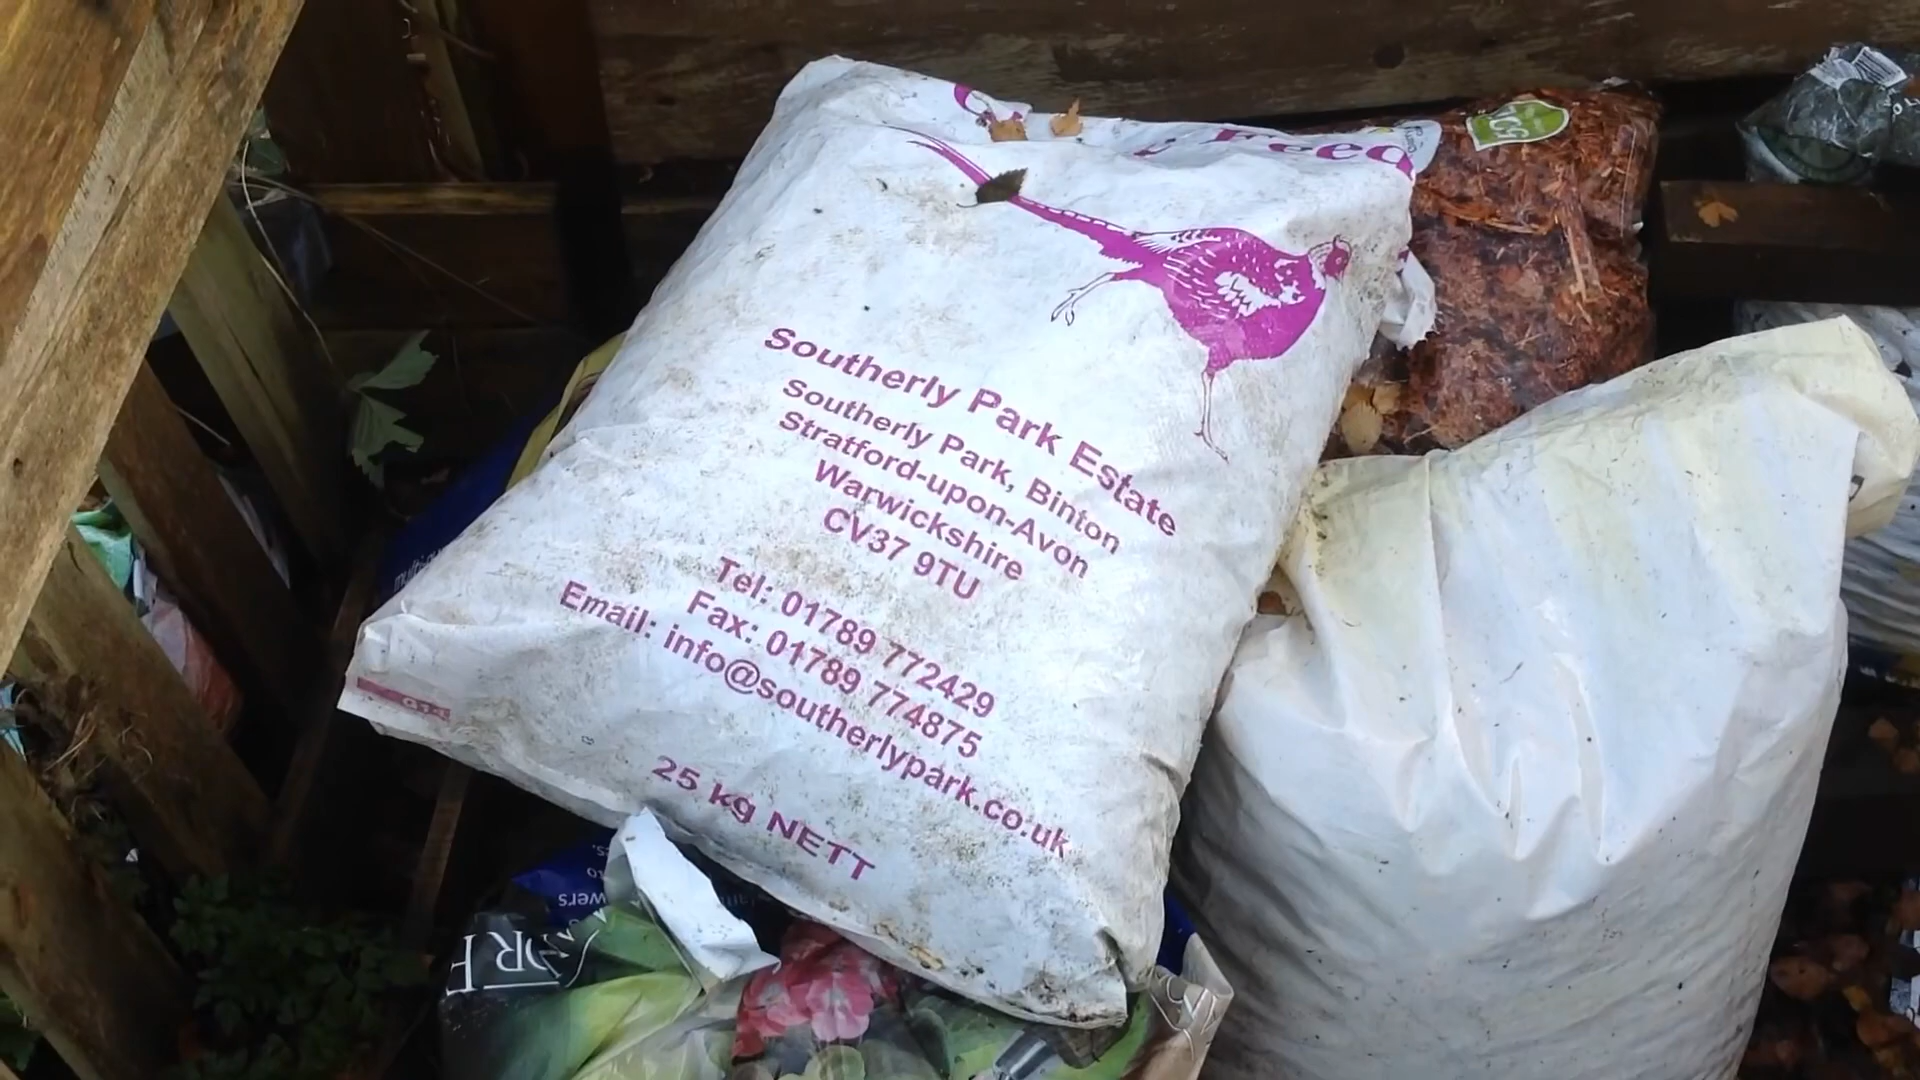 Feed
Southerly Park Estate
Southerly Park, Binton
Stratford-upon-Avon
Warwickshire
CV37 9TU
Tel: 01789 772429
Fax: 01789 774875
Email: info@southerlypark.co.uk
25 kg NETT